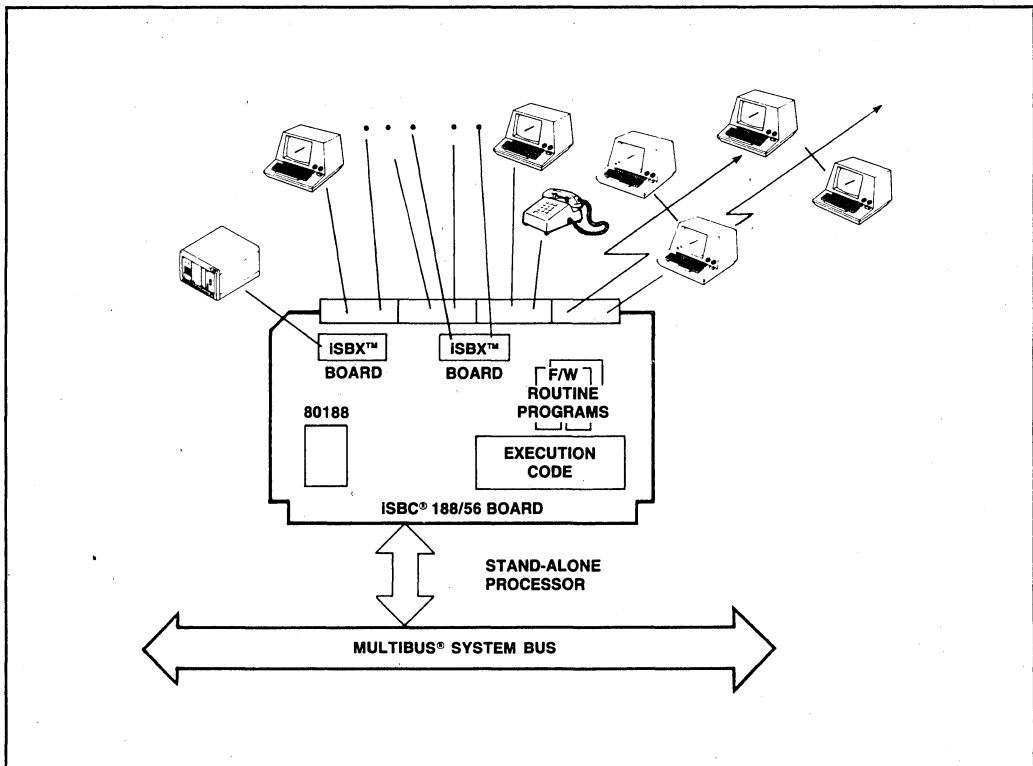 iSBX™
BOARD
iSBX™
BOARD
F/W
ROUTINE
PROGRAMS
80188
EXECUTION
CODE
iSBC® 188/56 BOARD
STAND-ALONE
PROCESSOR
MULTIBUS® SYSTEM BUS